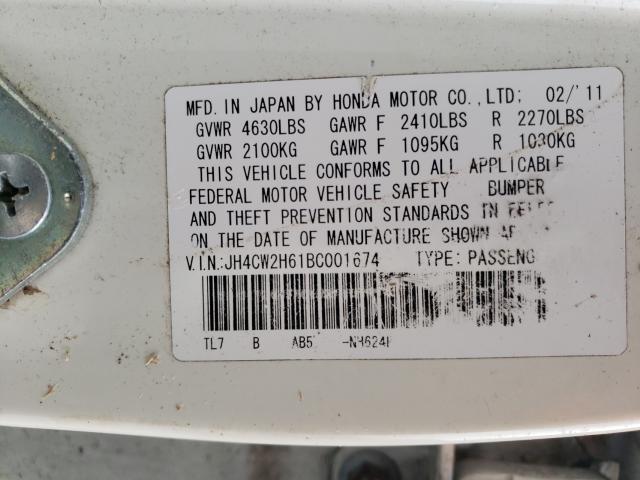 MFD. IN JAPAN BY HONDA MOTOR CO., LTD; 02/'11
GVWR 4630LBS GAWR F 2410LBS R 2270LBS
GVWR 2100KG GAWR F 1095KG R 1030KG
THIS VEHICLE CONFORMS TO ALL APPLICABLE
FEDERAL MOTOR VEHICLE SAFETY BUMPER
AND THEFT PREVENTION STANDARDS IN
ON THE DATE OF MANUFACTURE SHOWN
V.I.N.:JH4CW2H61BC001674 TYPE: PASSENG
TL7 B AB5